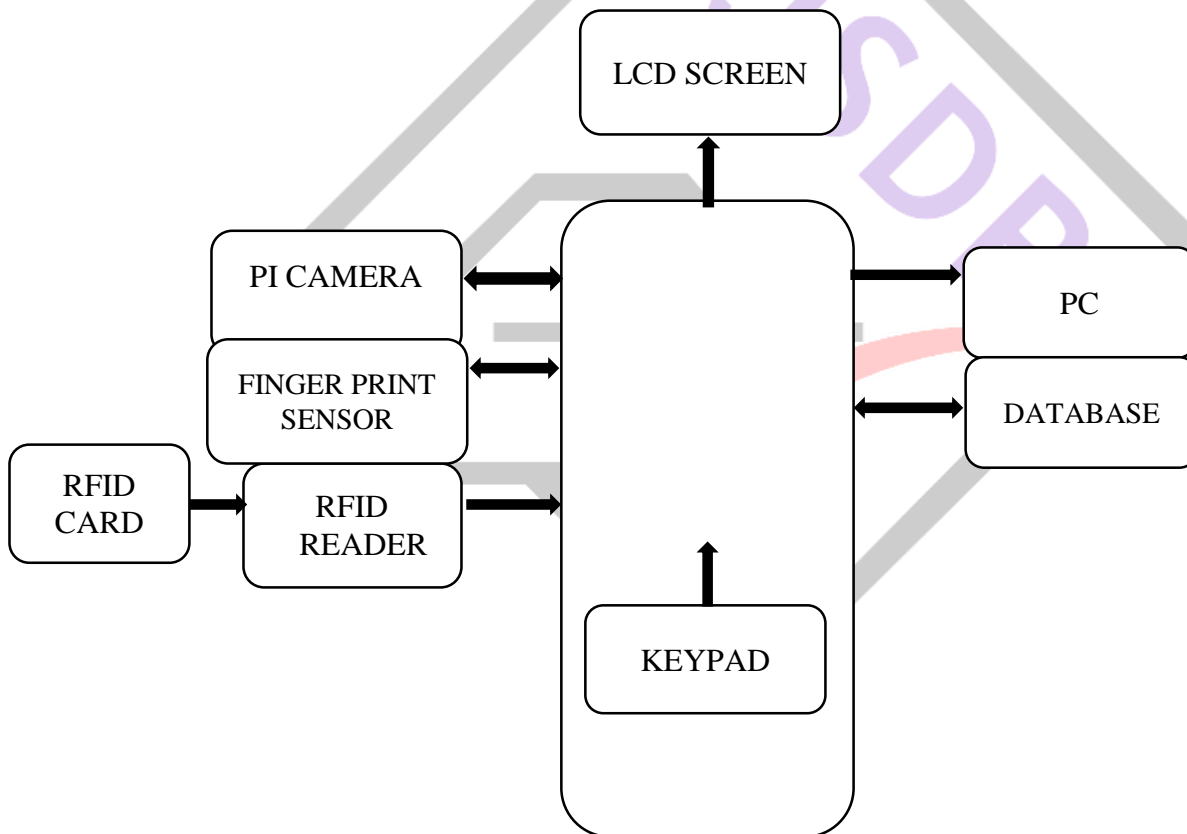 LCD SCREEN
PI CAMERA
PC
FINGER PRINT
SENSOR
DATABASE
RFID
CARD
RFID
READER
KEYPAD